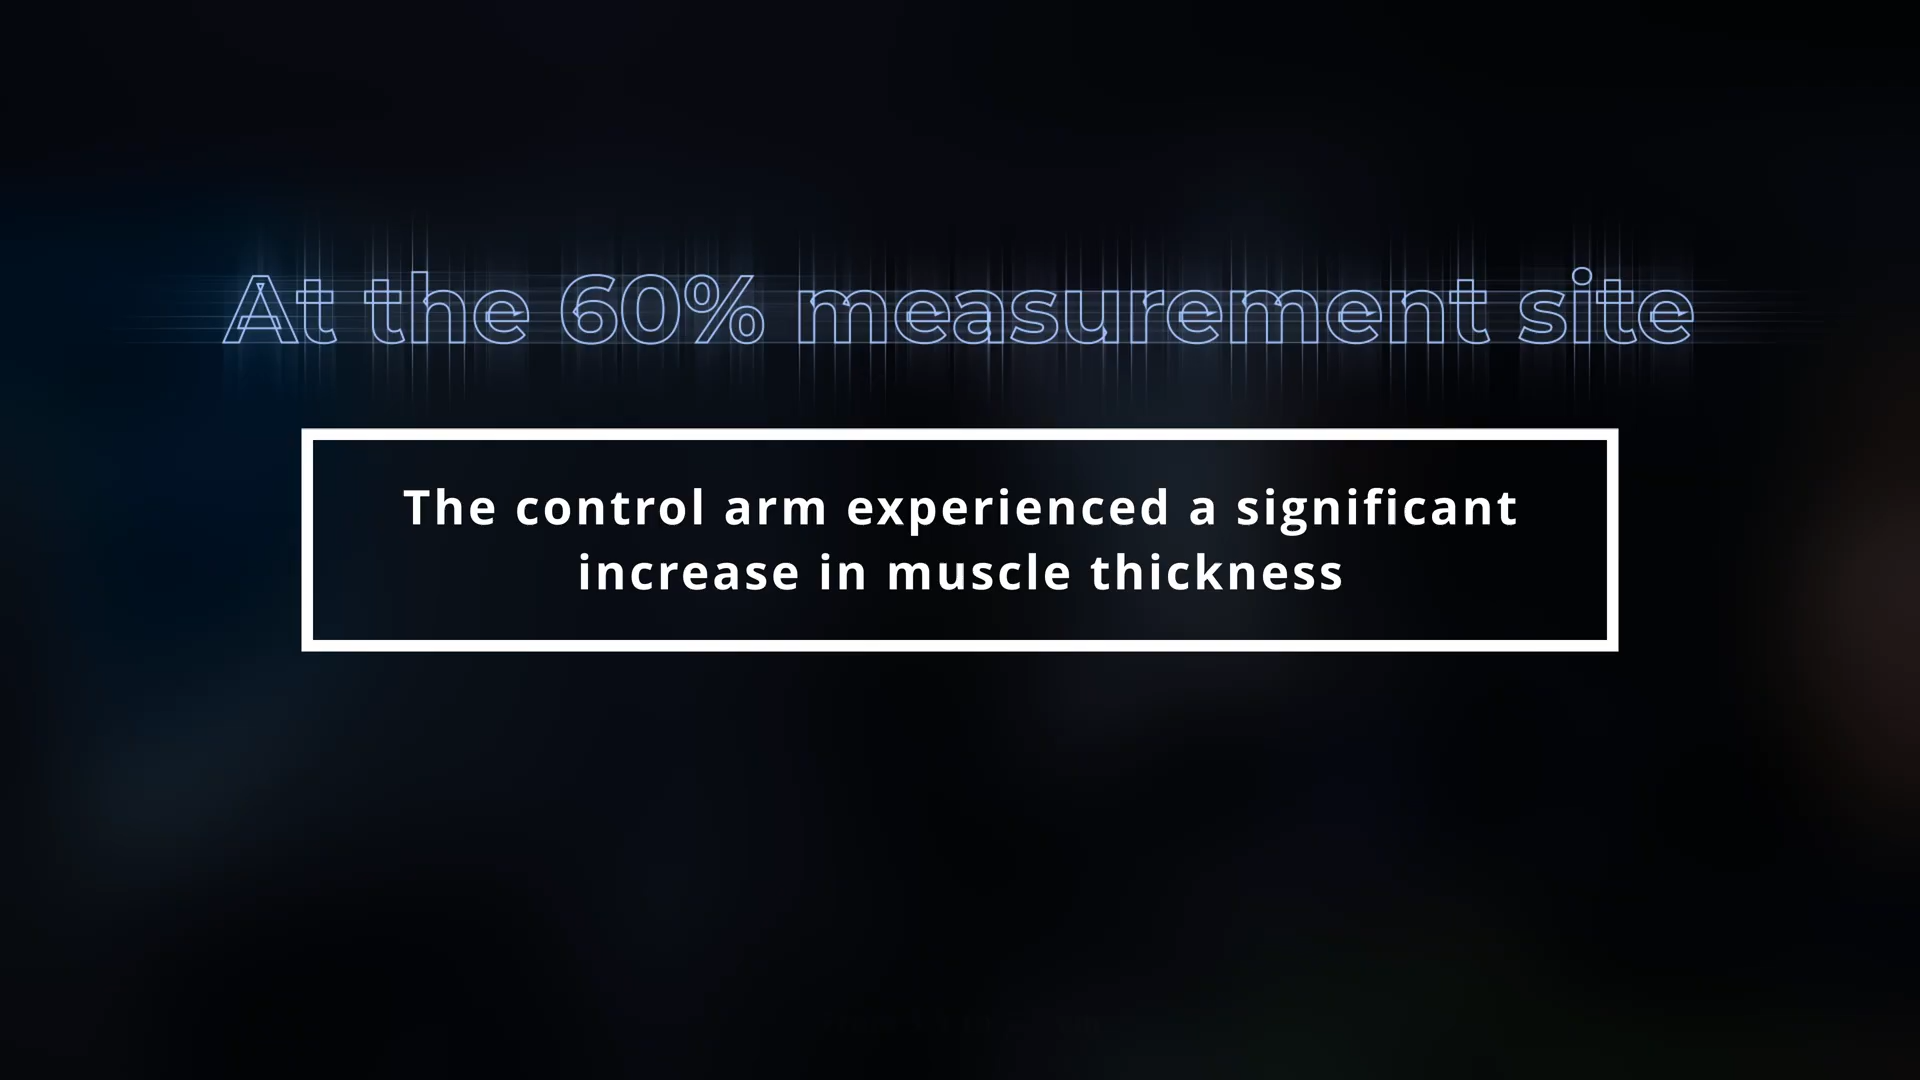 At the 60% measurement site
The control arm experienced a significant
increase in muscle thickness